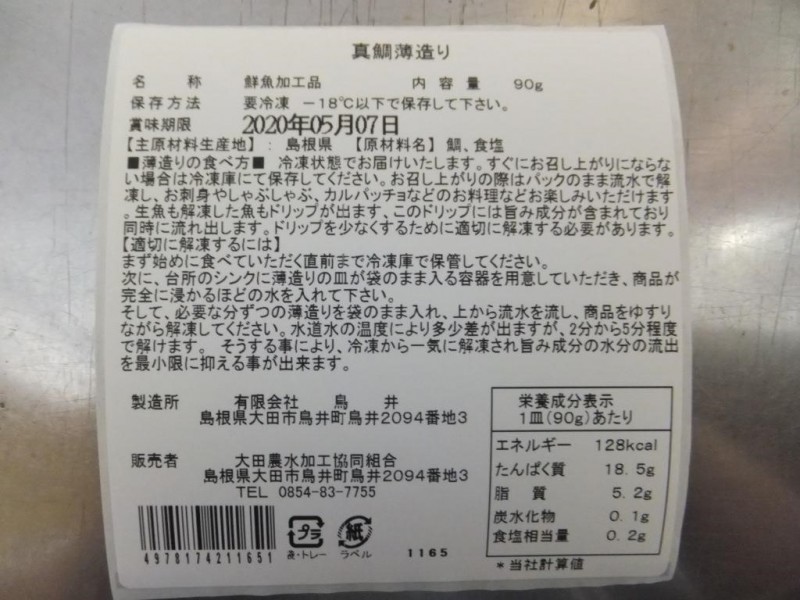 真鯛薄造り
名　　称　　鮮魚加工品　　内　容　量　　90g
保存方法　　要冷凍　－18℃以下で保存して下さい。
賞味期限　　2020年05月07日
【主原材料生産地】：　島根県　【原材料名】　鯛、食塩
■薄造りの食べ方■　冷凍状態でお届けいたします。すぐにお召し上がりにならな
い場合は冷凍庫にて保存してください。お召し上がりの際はパックのまま流水で解
凍し、お刺身やしゃぶしゃぶ、カルパッチョなどのお料理などお楽しみいただけます
。生魚も解凍した魚もドリップが出ます、このドリップには旨み成分が含まれており
同時に流れ出します。ドリップを少なくするために適切に解凍する必要があります。
【適切に解凍するには】
まず始めに食べていただく直前まで冷凍庫で保管してください。
次に、台所のシンクに薄造りの皿が袋のまま入る容器を用意していただき、商品が
完全に浸かるほどの水を入れて下さい。
そして、必要な分ずつの薄造りを袋のまま入れ、上から流水を流し、商品をゆすり
ながら解凍してください。水道水の温度により多少差が出ますが、2分から5分程度
で解けます。　そうする事により、冷凍から一気に解凍され旨み成分の水分の流出
を最小限に抑える事が出来ます。
製造所　　有限会社　鳥　井
島根県大田市鳥井町鳥井2094番地3
販売者　　大田農水加工協同組合
島根県大田市鳥井町鳥井2094番地3
TEL 0854-83-7755
栄養成分表示
1皿(90g)あたり
エネルギー　128kcal
たんぱく質　18.5g
脂　質　5.2g
炭水化物　0.1g
食塩相当量　0.2g
*当社計算値
プラ　紙
袋・トレー　ラベル　1165
4978174211651